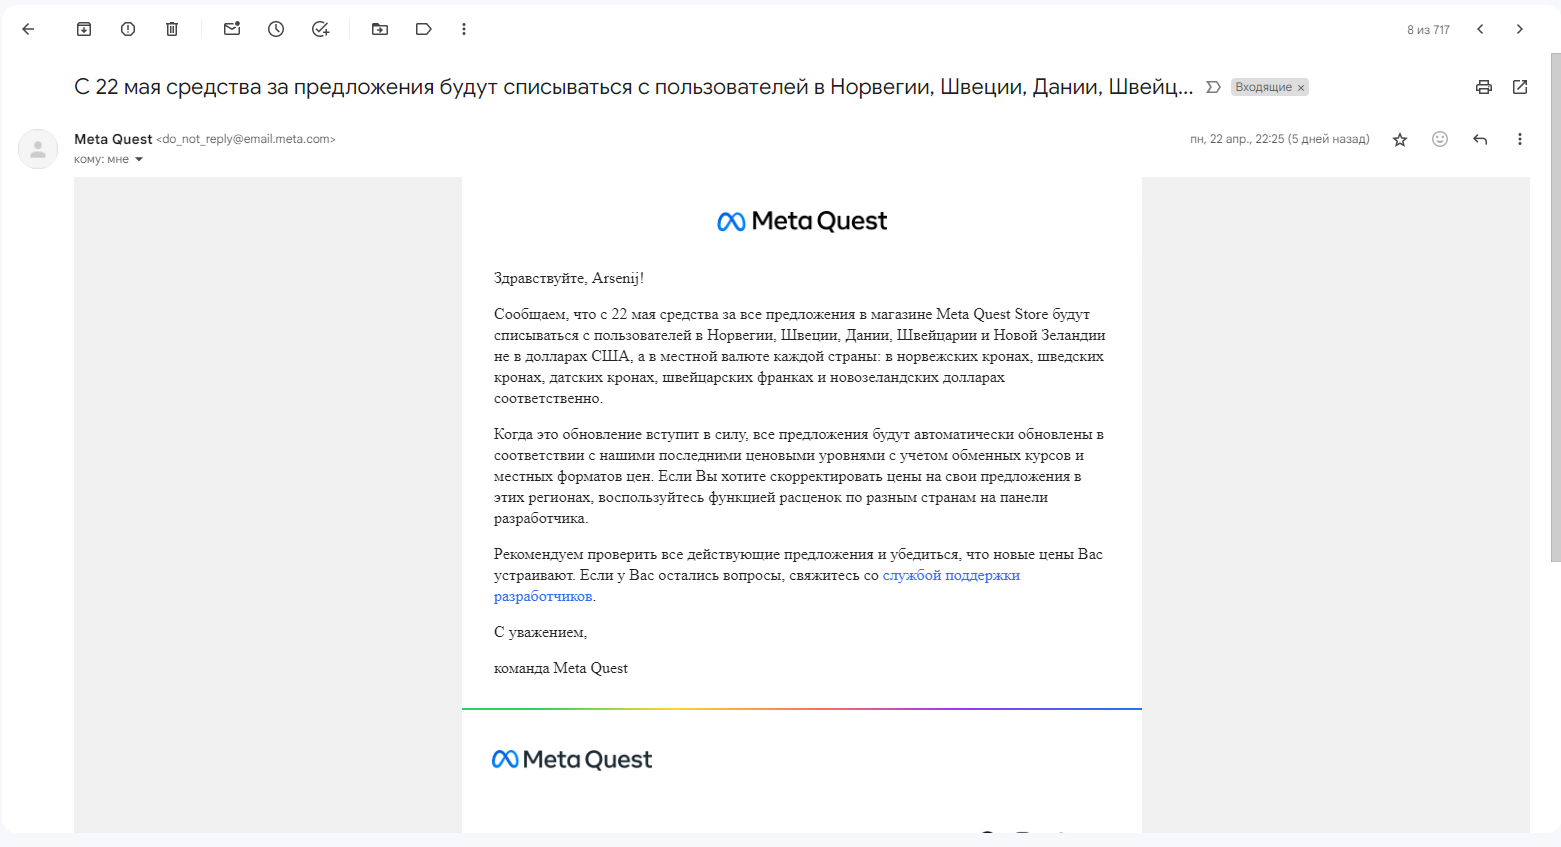 8 из 717
С 22 мая средства за предложения будут списываться с пользователей в Норвегии, Швеции, Дании, Швейц...
Входящие ×
Meta Quest <do_not_reply@email.meta.com>
пн, 22 апр., 22:25 (5 дней назад)
кому: мне
Meta Quest
Здравствуйте, Arsenij!
Сообщаем, что с 22 мая средства за все предложения в магазине Meta Quest Store будут
списываться с пользователей в Норвегии, Швеции, Дании, Швейцарии и Новой Зеландии
не в долларах США, а в местной валюте каждой страны: в норвежских кронах, шведских
кронах, датских кронах, швейцарских франках и новозеландских долларах
соответственно.
Когда это обновление вступит в силу, все предложения будут автоматически обновлены в
соответствии с нашими последними ценовыми уровнями с учетом обменных курсов и
местных форматов цен. Если Вы хотите скорректировать цены на свои предложения в
этих регионах, воспользуйтесь функцией расценок по разным странам на панели
разработчика.
Рекомендуем проверить все действующие предложения и убедиться, что новые цены Вас
устраивают. Если у Вас остались вопросы, свяжитесь со службой поддержки
разработчиков.
С уважением,
команда Meta Quest
Meta Quest